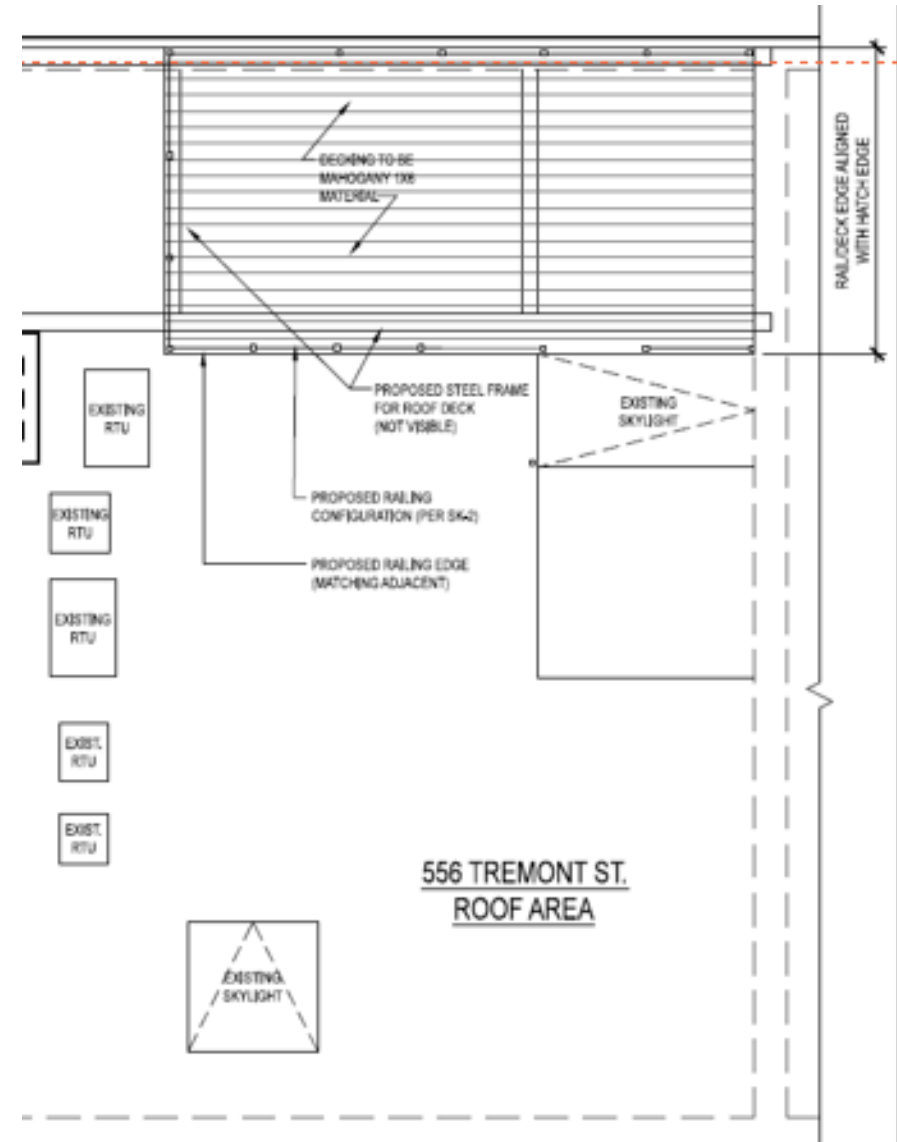 DECKING TO BE
MAHOGANY 1X6
MATERIAL
RAIL/DECK EDGE ALIGNED
WITH HATCH EDGE
EXISTING
RTU
PROPOSED STEEL FRAME
FOR ROOF DECK
(NOT VISIBLE)
EXISTING
SKYLIGHT
EXISTING
RTU
PROPOSED RAILING
CONFIGURATION (PER SK-2)
PROPOSED RAILING EDGE
(MATCHING ADJACENT)
EXISTING
RTU
EXIST.
RTU
EXIST.
RTU
556 TREMONT ST.
ROOF AREA
EXISTING
SKYLIGHT